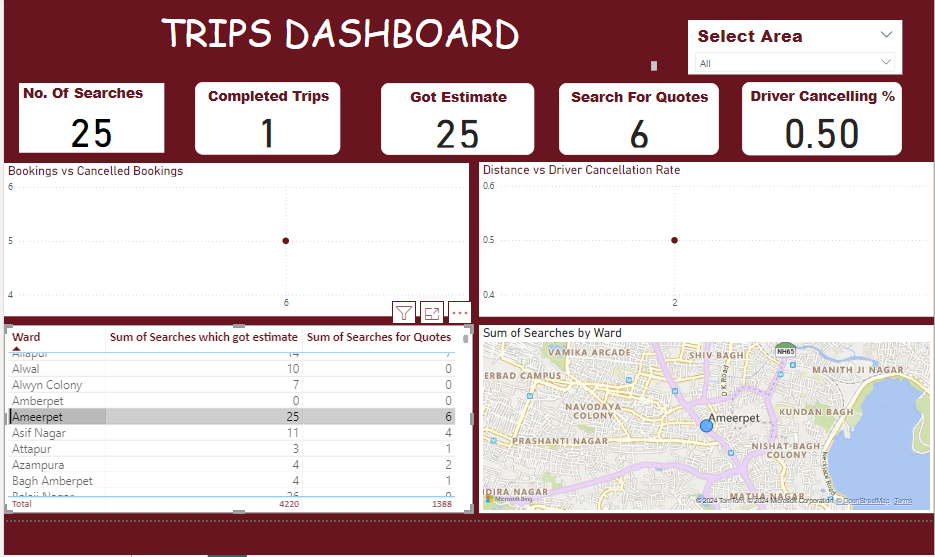 TRIPS DASHBOARD
Select Area
All
No. Of Searches
25
Completed Trips
1
Got Estimate
25
Search For Quotes
6
Driver Cancelling %
0.50
Bookings vs Cancelled Bookings
6
5
4
6
Distance vs Driver Cancellation Rate
0.6
0.5
0.4
2
Ward Sum of Searches which got estimate Sum of Searches for Quotes
Allapur 14 7
Alwal 10 0
Alwyn Colony 7 0
Amberpet 0 0
Ameerpet 25 6
Asif Nagar 11 4
Attapur 3 1
Azampura 4 2
Bagh Amberpet 4 1
Total 4220 1388
Sum of Searches by Ward
VAMIKA ARCADE
SHIV BAGH
NH65
MANITH JI NAGAR
ERBAD CAMPUS
D K Road
NAVODAYA
COLONY
Ameerpet
KUNDAN BAGH
PRASHANTI NAGAR
NISHAT BAGH
COLONY
Necklace Road
DIRA NAGAR
MATHA NAGAR
Microsoft Bing
© 2024 TomTom, © 2024 Microsoft Corporation, © OpenStreetMap Terms